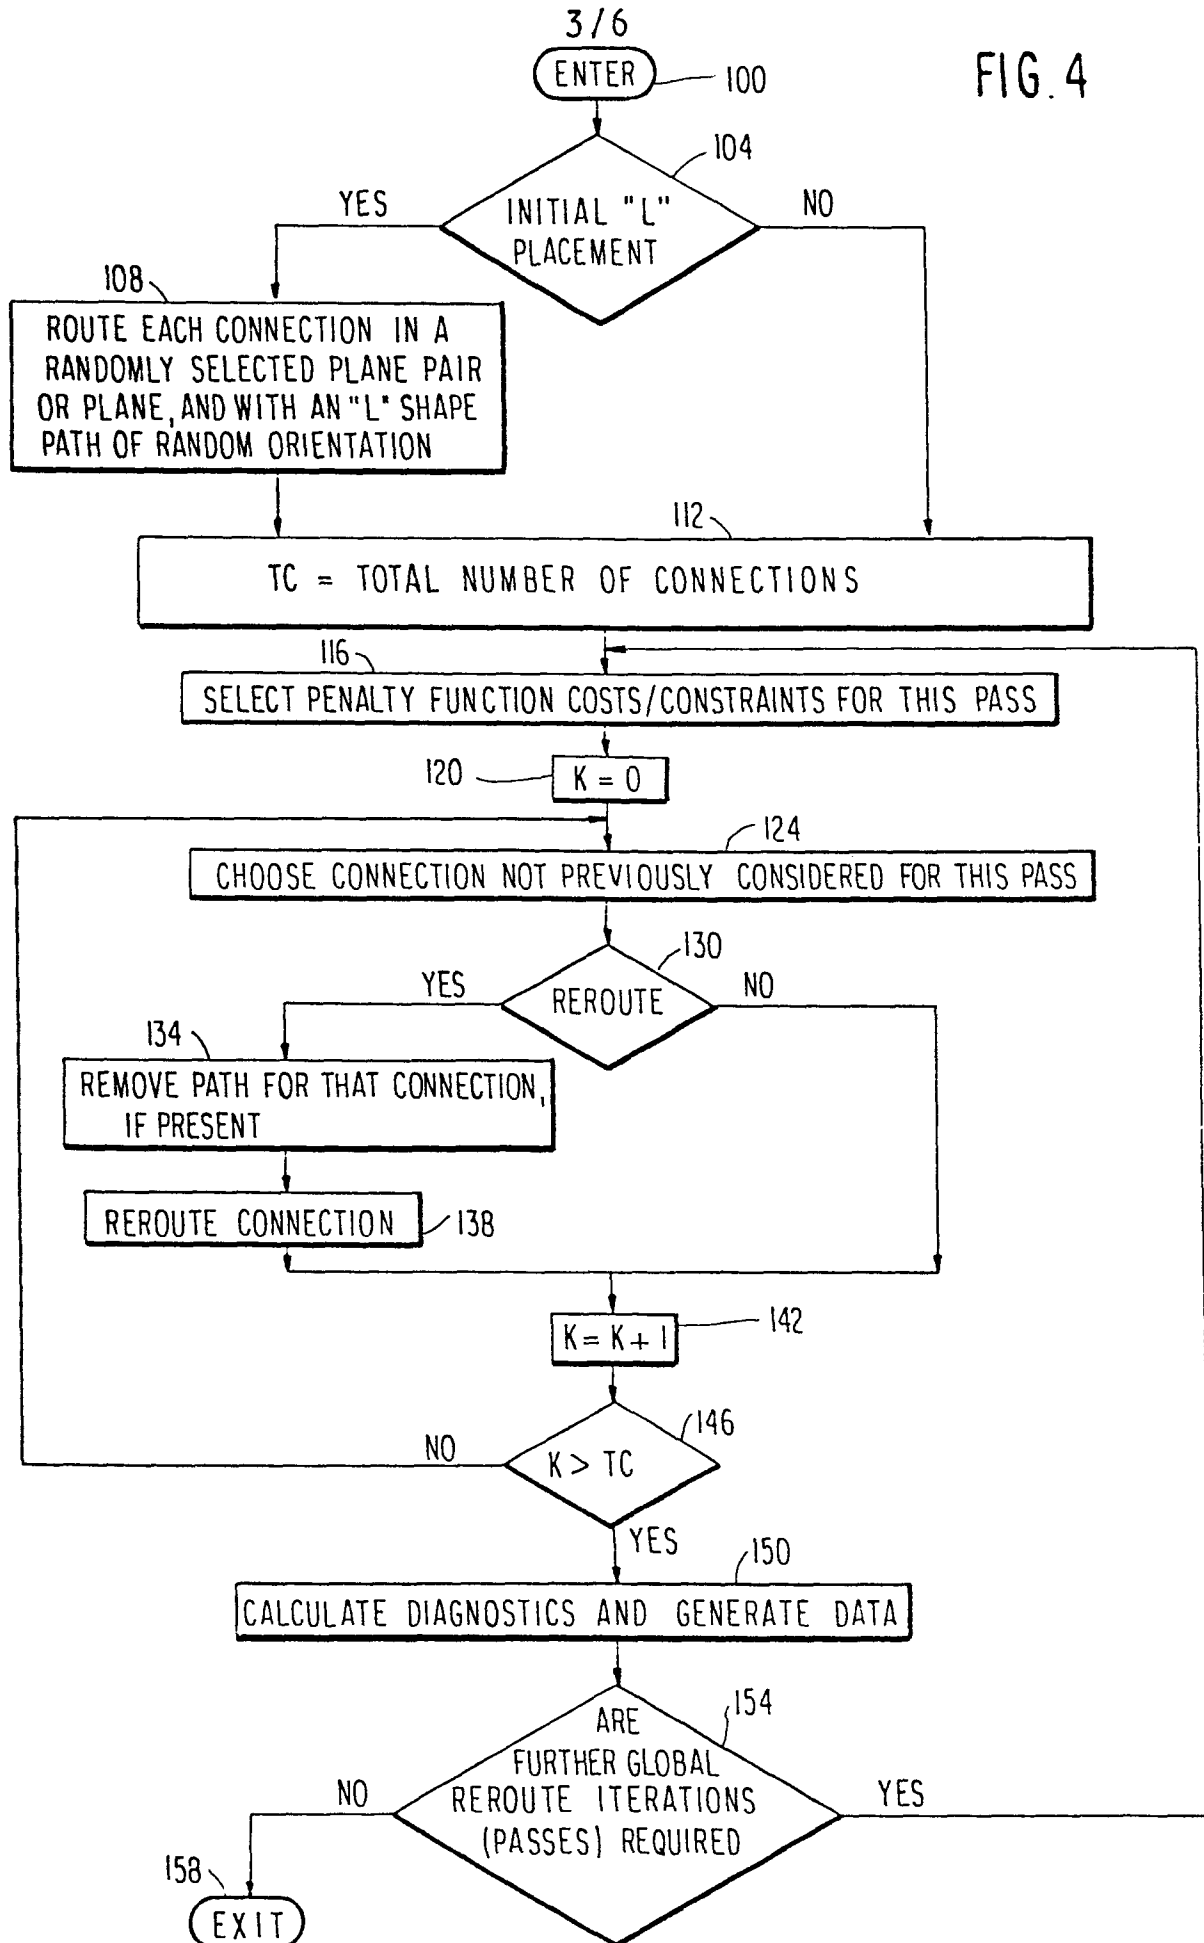 3/6
FIG. 4
ENTER
100
104
INITIAL "L"
PLACEMENT
YES
NO
108
ROUTE EACH CONNECTION IN A
RANDOMLY SELECTED PLANE PAIR
OR PLANE, AND WITH AN "L" SHAPE
PATH OF RANDOM ORIENTATION
112
TC = TOTAL NUMBER OF CONNECTIONS
116
SELECT PENALTY FUNCTION COSTS/CONSTRAINTS FOR THIS PASS
120
K = 0
124
CHOOSE CONNECTION NOT PREVIOUSLY CONSIDERED FOR THIS PASS
130
YES
REROUTE
NO
134
REMOVE PATH FOR THAT CONNECTION,
IF PRESENT
REROUTE CONNECTION
138
K = K + 1
142
146
NO
K > TC
YES
150
CALCULATE DIAGNOSTICS AND GENERATE DATA
154
ARE
FURTHER GLOBAL
REROUTE ITERATIONS
(PASSES) REQUIRED
NO
YES
158
EXIT